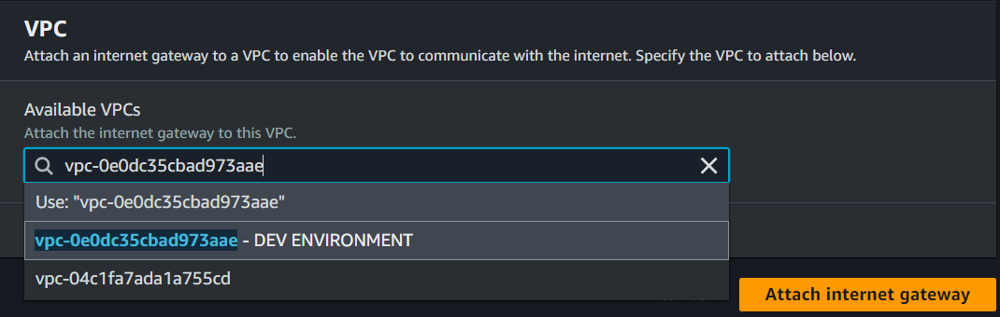 VPC
Attach an internet gateway to a VPC to enable the VPC to communicate with the internet. Specify the VPC to attach below.
Available VPCs
Attach the internet gateway to this VPC.
vpc-0e0dc35cbad973aae
Use: "vpc-0e0dc35cbad973aae"
vpc-0e0dc35cbad973aae - DEV ENVIRONMENT
vpc-04c1fa7ada1a755cd
Attach internet gateway